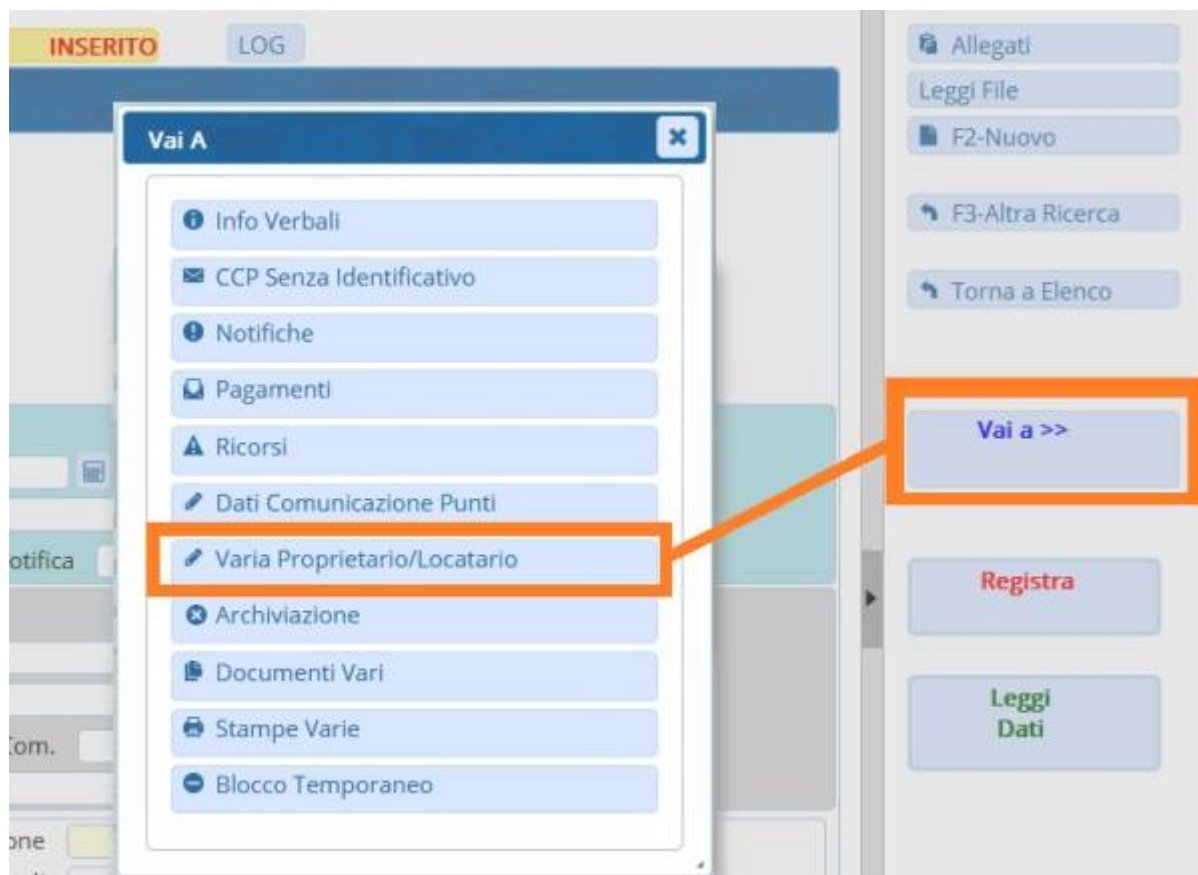 INSERITO
LOG
Vai A
Info Verbali
CCP Senza Identificativo
Notifiche
Pagamenti
Ricorsi
Dati Comunicazione Punti
Varia Proprietario/Locatario
Archiviazione
Documenti Vari
Stampe Varie
Blocco Temporaneo
otifica
om.
one
Allegati
Leggi File
F2-Nuovo
F3-Altra Ricerca
Torna a Elenco
Vai a >>
Registra
Leggi
Dati